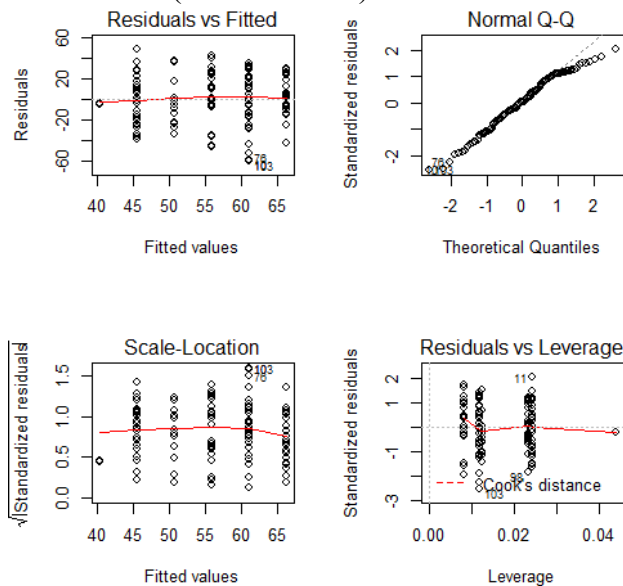 Residuals vs Fitted
Residuals
60
20
-20
-60
76
103
40 45 50 55 60 65
Fitted values
Normal Q-Q
Standardized residuals
2
1
0
-2
76
103
-2 -1 0 1 2
Theoretical Quantiles
Scale-Location
√|Standardized residuals|
1.5
1.0
0.5
0.0
103
76
40 45 50 55 60 65
Fitted values
Residuals vs Leverage
Standardized residuals
2
1
-1
-3
11
98
103
Cook's distance
0.00 0.02 0.04
Leverage